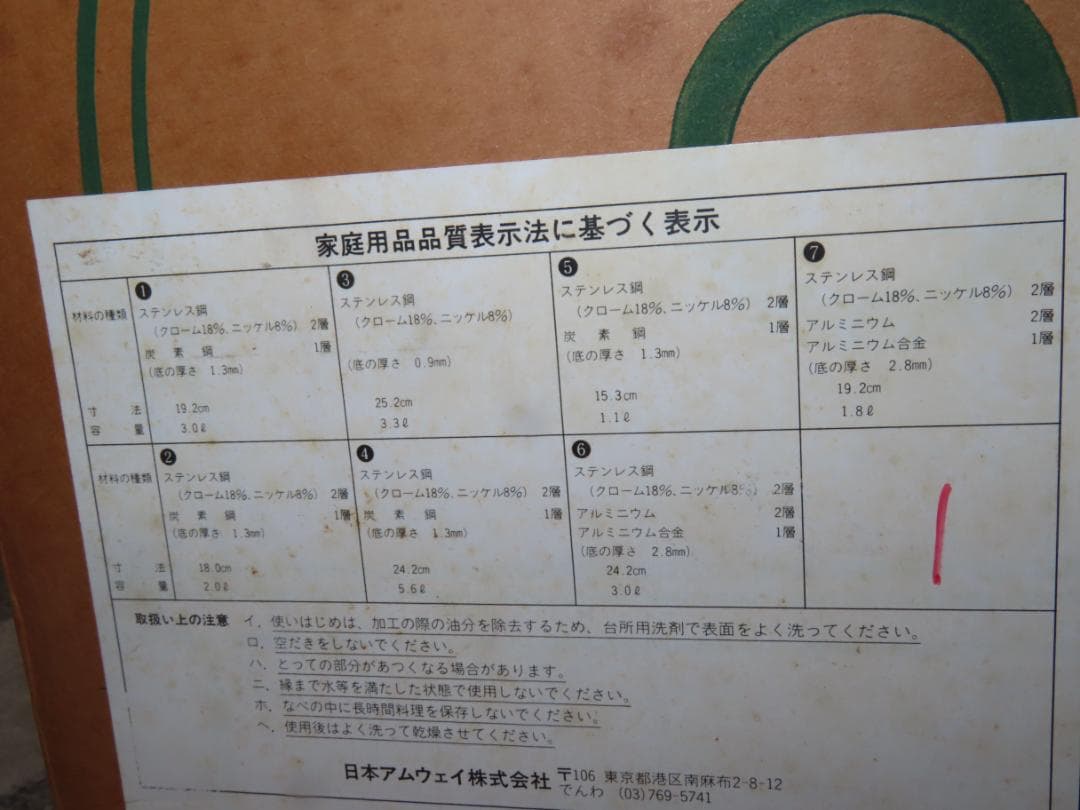 家庭用品品質表示法に基づく表示
材料の種類
❶
ステンレス鋼
(クローム18%、ニッケル8%) 2層
炭素鋼 1層
(底の厚さ 1.3mm)
寸法 19.2cm
容量 3.0ℓ
❸
ステンレス鋼
(クローム18%、ニッケル8%)
(底の厚さ 0.9mm)
25.2cm
3.3ℓ
❺
ステンレス鋼
(クローム18%、ニッケル8%) 2層
炭素鋼 1層
(底の厚さ 1.3mm)
15.3cm
1.1ℓ
❼
ステンレス鋼
(クローム18%、ニッケル8%) 2層
アルミニウム 2層
アルミニウム合金 1層
(底の厚さ 2.8mm)
19.2cm
1.8ℓ
材料の種類
❷
ステンレス鋼
(クローム18%、ニッケル8%) 2層
炭素鋼 1層
(底の厚さ 1.3mm)
寸法 18.0cm
容量 2.0ℓ
❹
ステンレス鋼
(クローム18%、ニッケル8%) 2層
炭素鋼 1層
(底の厚さ 1.3mm)
24.2cm
5.6ℓ
❻
ステンレス鋼
(クローム18%、ニッケル8%) 2層
アルミニウム 2層
アルミニウム合金 1層
(底の厚さ 2.8mm)
24.2cm
3.0ℓ
取扱い上の注意 イ．使いはじめは、加工の際の油分を除去するため、台所用洗剤で表面をよく洗ってください。
ロ．空だきをしないでください。
ハ．とっての部分があつくなる場合があります。
ニ．縁まで水等を満たした状態で使用しないでください。
ホ．なべの中に長時間料理を保存しないでください。
ヘ．使用後はよく洗って乾燥させてください。
日本アムウェイ株式会社 〒106 東京都港区南麻布2-8-12
でんわ (03)769-5741